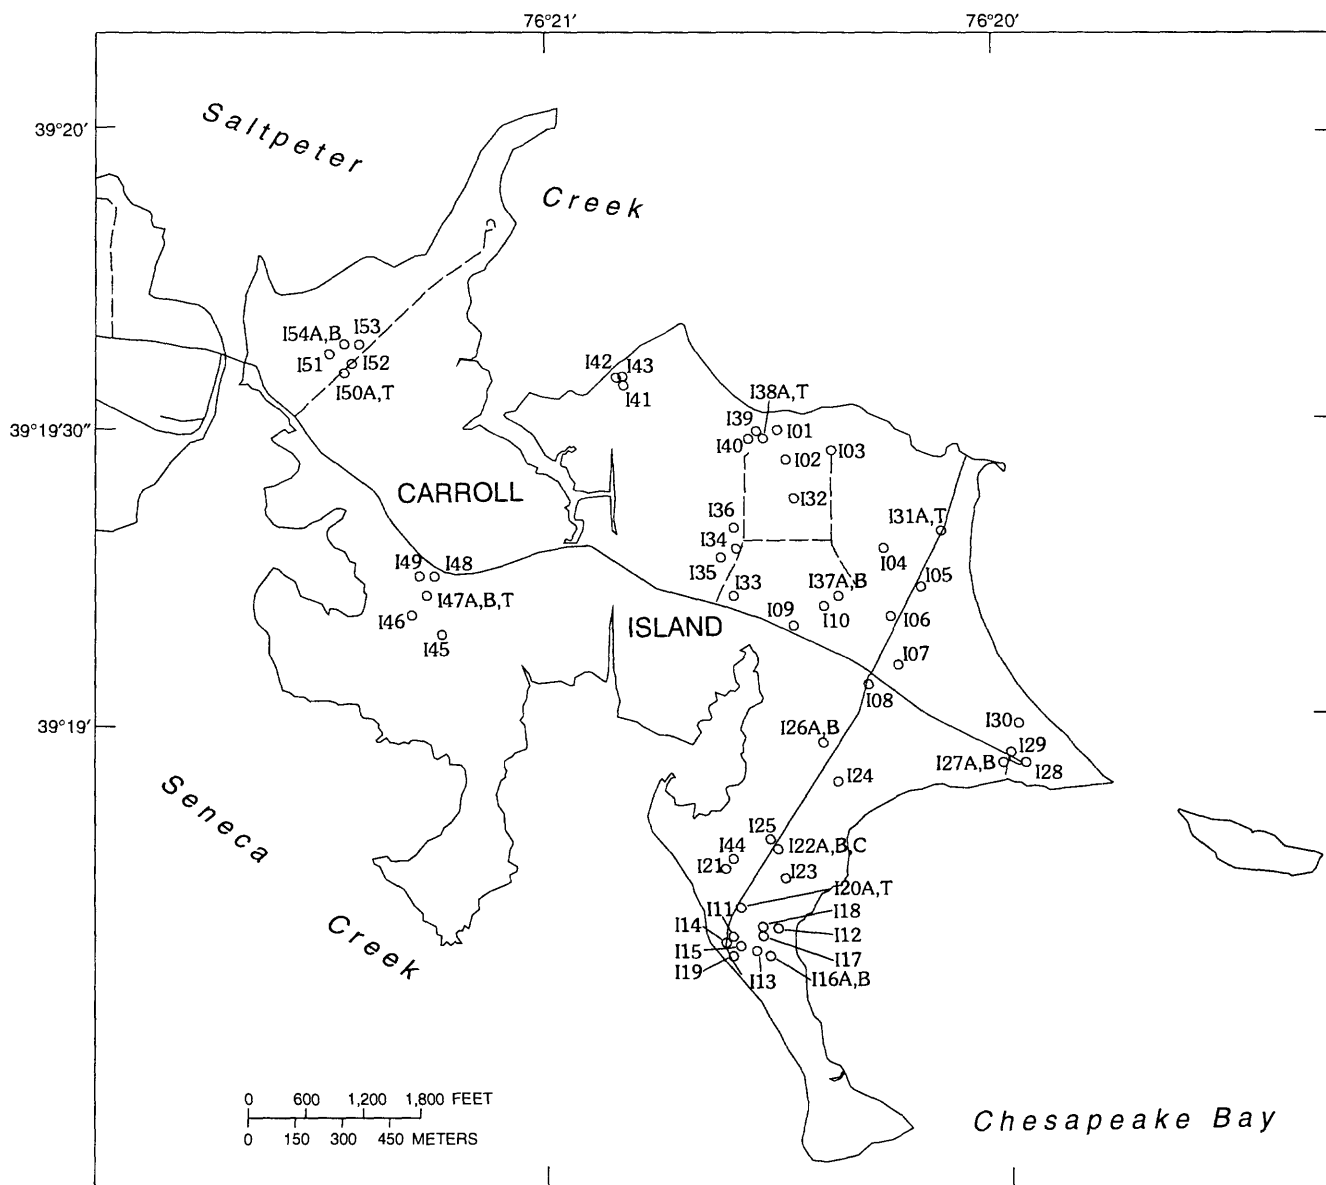 76°21′ 76°20′
Saltpeter
39°20′
Creek
I54A,B I53
I51 I52
I50A,T
I42 I43
I41
I38A,T
39°19′30″
I39 I01
I40 I02 I03
CARROLL
I32
I36
I31A,T
I34
I35 I04
I49 I48
I37A,B I05
I33
I47A,B,T
I46 I09 I10 I06
I45
ISLAND
I07
I08
39°19′
I30
I26A,B
I29
I27A,B I28
I24
Seneca
I25
I44 I22A,B,C
I21 I23
I20A,T
I11 I18
I14 I12
I15 I17
I19 I13 I16A,B
Creek
0 600 1,200 1,800 FEET
0 150 300 450 METERS
Chesapeake Bay